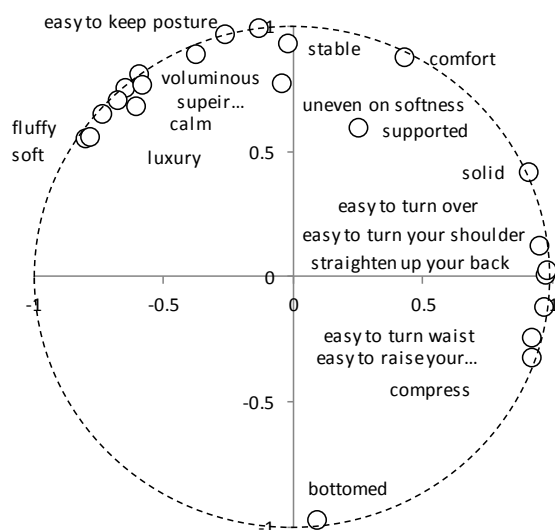 easy to keep posture
stable
comfort
voluminous
supeir...
calm
uneven on softness
supported
fluffy
soft
luxury
0.5
solid
easy to turn over
easy to turn your shoulder
straighten up your back
0
-1
-0.5
0
0.5
1
easy to turn waist
easy to raise your...
compress
-0.5
bottomed
-1